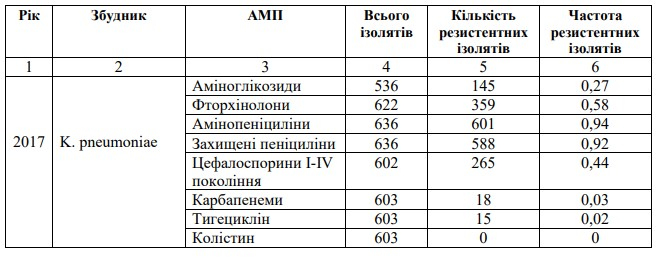 Рік Збудник АМП Всього ізолятів Кількість резистентних ізолятів Частота резистентних ізолятів
1 2 3 4 5 6
2017 K. pneumoniae Аміноглікозиди 536 145 0,27
Фторхінолони 622 359 0,58
Амінопеніциліни 636 601 0,94
Захищені пеніциліни 636 588 0,92
Цефалоспорини I-IV покоління 602 265 0,44
Карбапенеми 603 18 0,03
Тигециклін 603 15 0,02
Колістин 603 0 0